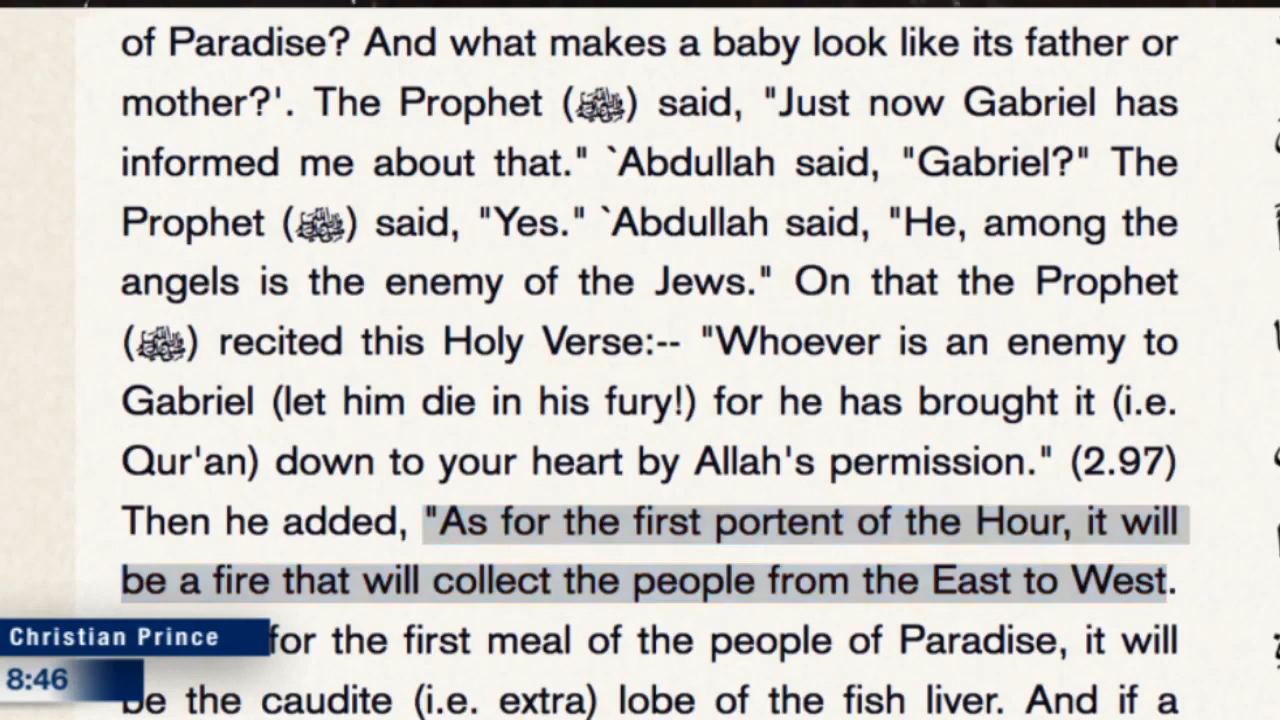 of Paradise? And what makes a baby look like its father or
mother?'. The Prophet (ﷺ) said, "Just now Gabriel has
informed me about that." `Abdullah said, "Gabriel?" The
Prophet (ﷺ) said, "Yes." `Abdullah said, "He, among the
angels is the enemy of the Jews." On that the Prophet
(ﷺ) recited this Holy Verse:-- "Whoever is an enemy to
Gabriel (let him die in his fury!) for he has brought it (i.e.
Qur'an) down to your heart by Allah's permission." (2.97)
Then he added, "As for the first portent of the Hour, it will
be a fire that will collect the people from the East to West.
for the first meal of the people of Paradise, it will
be the caudite (i.e. extra) lobe of the fish liver. And if a
Christian Prince
8:46